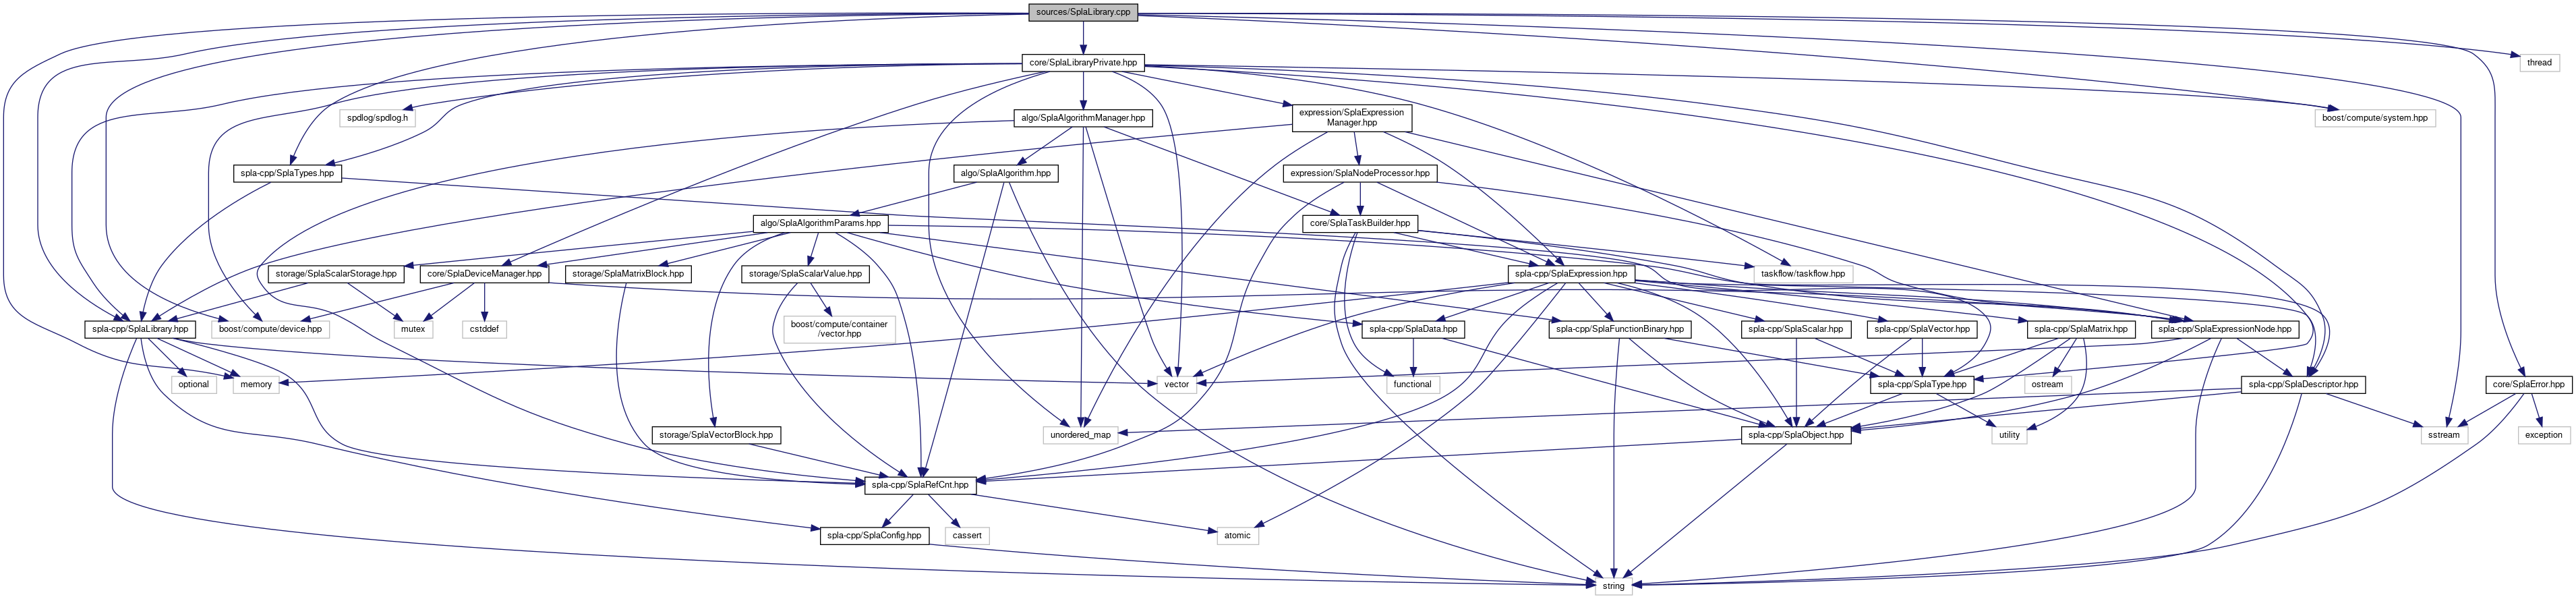 sources/SplaLibrary.cpp
core/SplaLibraryPrivate.hpp
thread
spdlog/spdlog.h
algo/SplaAlgorithmManager.hpp
expression/SplaExpression
Manager.hpp
boost/compute/system.hpp
spla-cpp/SplaTypes.hpp
algo/SplaAlgorithm.hpp
expression/SplaNodeProcessor.hpp
algo/SplaAlgorithmParams.hpp
core/SplaTaskBuilder.hpp
storage/SplaScalarStorage.hpp
core/SplaDeviceManager.hpp
storage/SplaMatrixBlock.hpp
storage/SplaScalarValue.hpp
spla-cpp/SplaExpression.hpp
taskflow/taskflow.hpp
spla-cpp/SplaLibrary.hpp
boost/compute/device.hpp
mutex
cstddef
boost/compute/container
/vector.hpp
spla-cpp/SplaData.hpp
spla-cpp/SplaFunctionBinary.hpp
spla-cpp/SplaScalar.hpp
spla-cpp/SplaVector.hpp
spla-cpp/SplaMatrix.hpp
spla-cpp/SplaExpressionNode.hpp
optional
memory
vector
functional
spla-cpp/SplaType.hpp
ostream
spla-cpp/SplaDescriptor.hpp
core/SplaError.hpp
storage/SplaVectorBlock.hpp
unordered_map
spla-cpp/SplaObject.hpp
utility
sstream
exception
spla-cpp/SplaRefCnt.hpp
spla-cpp/SplaConfig.hpp
cassert
atomic
string